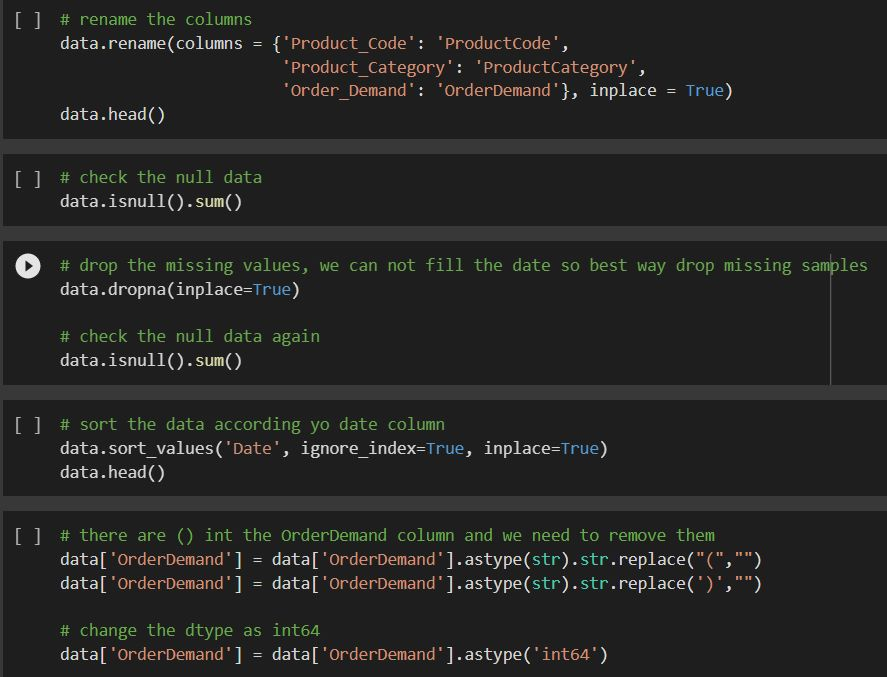 [ ] # rename the columns
data.rename(columns = {'Product_Code': 'ProductCode',
'Product_Category': 'ProductCategory',
'Order_Demand': 'OrderDemand'}, inplace = True)
data.head()
[ ] # check the null data
data.isnull().sum()
# drop the missing values, we can not fill the date so best way drop missing samples
data.dropna(inplace=True)
# check the null data again
data.isnull().sum()
[ ] # sort the data according yo date column
data.sort_values('Date', ignore_index=True, inplace=True)
data.head()
[ ] # there are () int the OrderDemand column and we need to remove them
data['OrderDemand'] = data['OrderDemand'].astype(str).str.replace("(","")
data['OrderDemand'] = data['OrderDemand'].astype(str).str.replace(')',"")
# change the dtype as int64
data['OrderDemand'] = data['OrderDemand'].astype('int64')